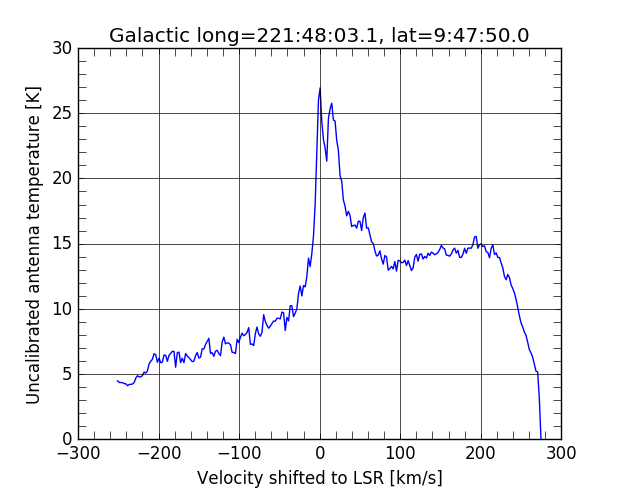 Galactic long=221:48:03.1, lat=9:47:50.0
30
25
20
15
10
5
0
Uncalibrated antenna temperature [K]
−300 −200 −100 0 100 200 300
Velocity shifted to LSR [km/s]